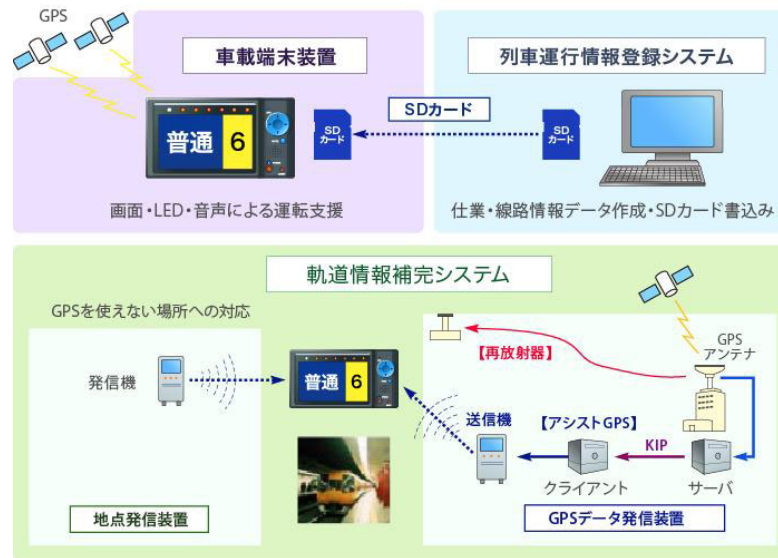 GPS
車載端末装置
列車運行情報登録システム
SDカード
普通 6
SD
カード
SD
カード
画面・LED・音声による運転支援
仕業・線路情報データ作成・SDカード書込み
軌道情報補完システム
GPSを使えない場所への対応
発信機
普通 6
地点発信装置
【再放射器】
GPS
アンテナ
送信機
【アシストGPS】
KIP
クライアント
サーバ
GPSデータ発信装置